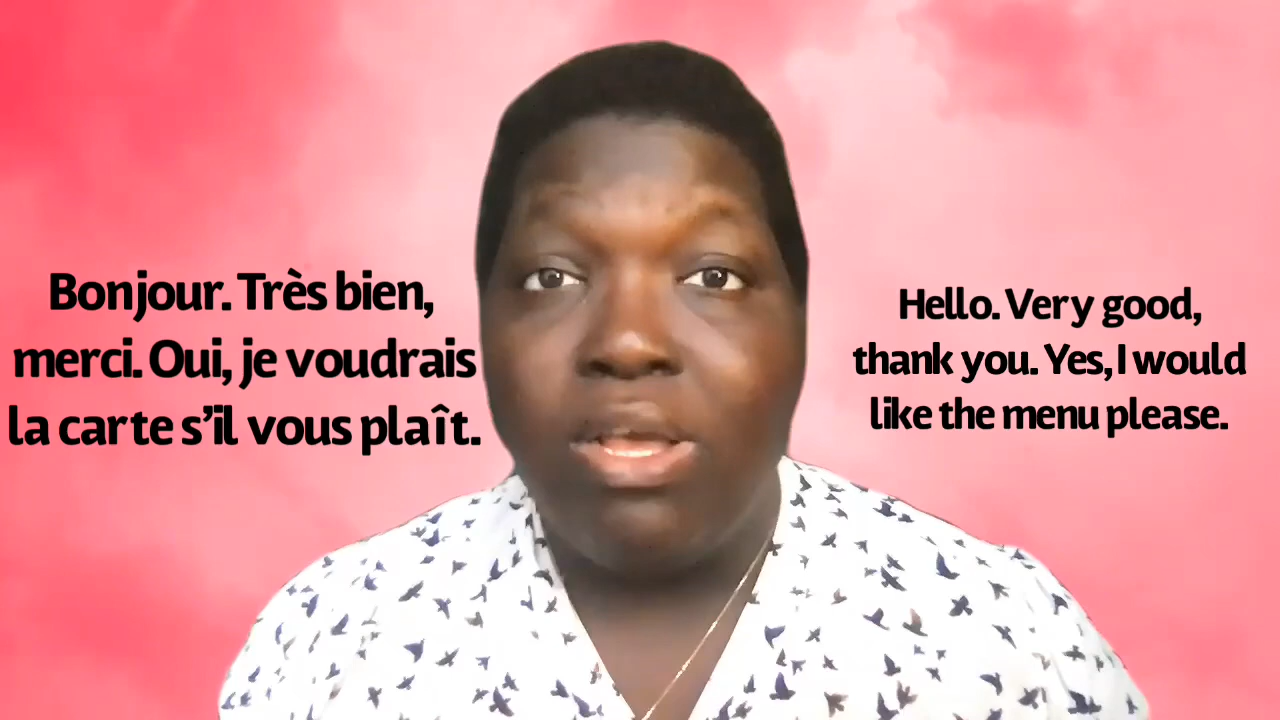 Bonjour. Très bien,
merci. Oui, je voudrais
la carte s’il vous plaît.
Hello. Very good,
thank you. Yes, I would
like the menu please.